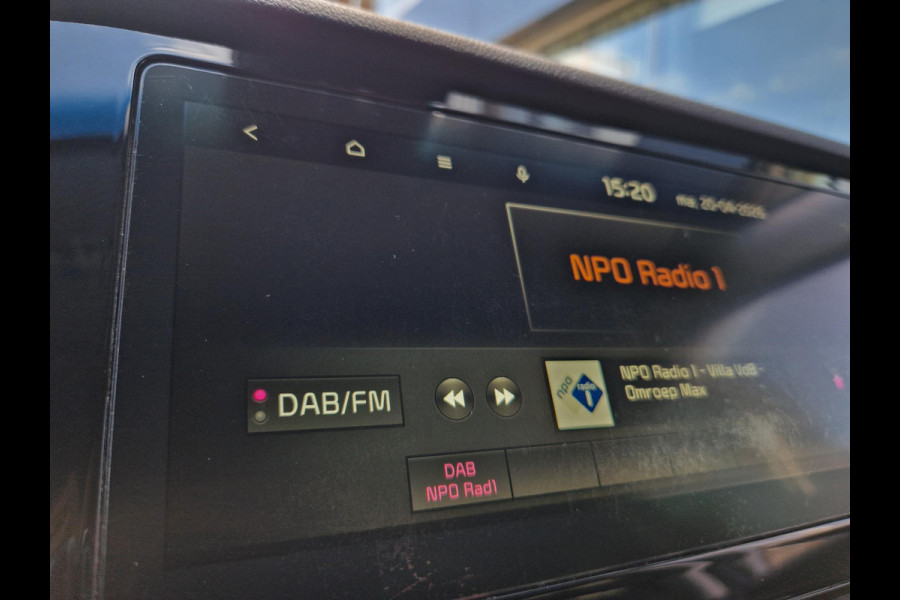 15:20 ma. 20-04-2026
NPO Radio 1
DAB/FM
npo radio 1
NPO Radio 1 - Villa VdB -
Omroep Max
DAB
NPO Rad1